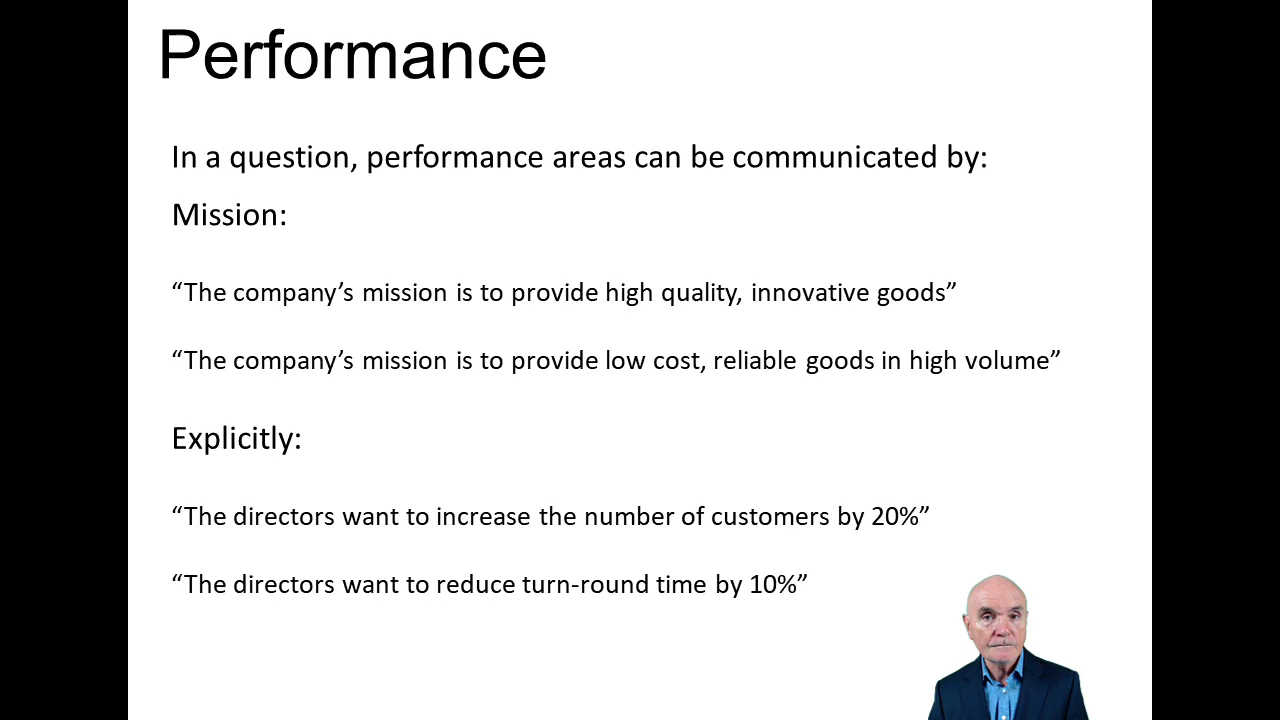 Performance
In a question, performance areas can be communicated by:
Mission:
“The company’s mission is to provide high quality, innovative goods”
“The company’s mission is to provide low cost, reliable goods in high volume”
Explicitly:
“The directors want to increase the number of customers by 20%”
“The directors want to reduce turn-round time by 10%”